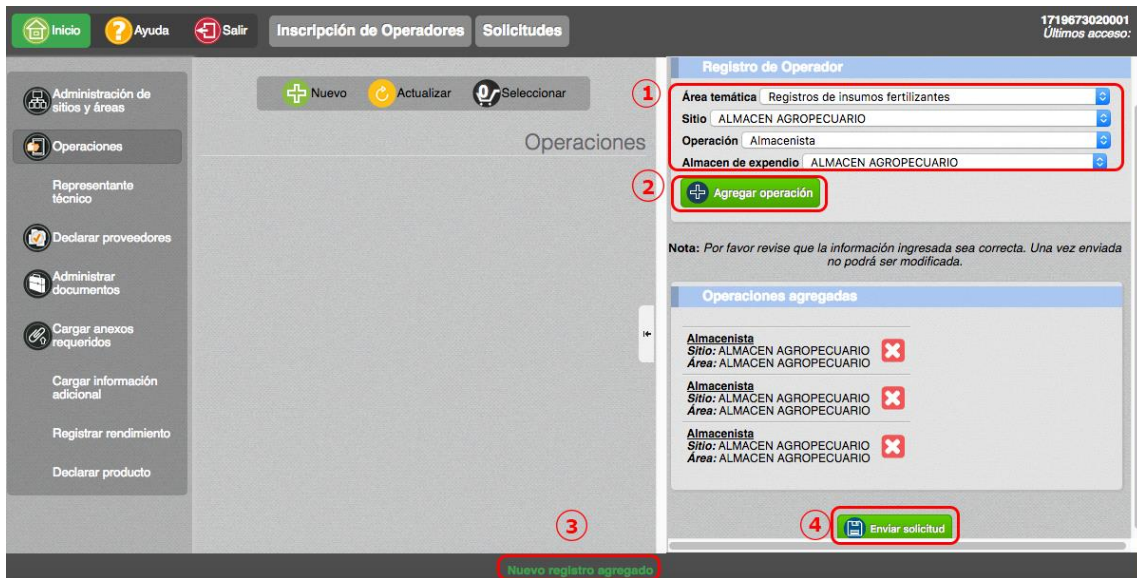 Inicio
Ayuda
Salir
Inscripción de Operadores
Solicitudes
1719673020001
Últimos acceso:
Administración de
sitios y áreas
Operaciones
Representante
técnico
Declarar proveedores
Administrar
documentos
Cargar anexos
requeridos
Cargar información
adicional
Registrar rendimiento
Declarar producto
Nuevo
Actualizar
Seleccionar
Operaciones
Registro de Operador
1
Área temática Registros de insumos fertilizantes
Sitio ALMACEN AGROPECUARIO
Operación Almacenista
Almacen de expendio ALMACEN AGROPECUARIO
2
Agregar operación
Nota: Por favor revise que la información ingresada sea correcta. Una vez enviada
no podrá ser modificada.
Operaciones agregadas
Almacenista
Sitio: ALMACEN AGROPECUARIO
Área: ALMACEN AGROPECUARIO
Almacenista
Sitio: ALMACEN AGROPECUARIO
Área: ALMACEN AGROPECUARIO
Almacenista
Sitio: ALMACEN AGROPECUARIO
Área: ALMACEN AGROPECUARIO
3
4
Enviar solicitud
Nuevo registro agregado